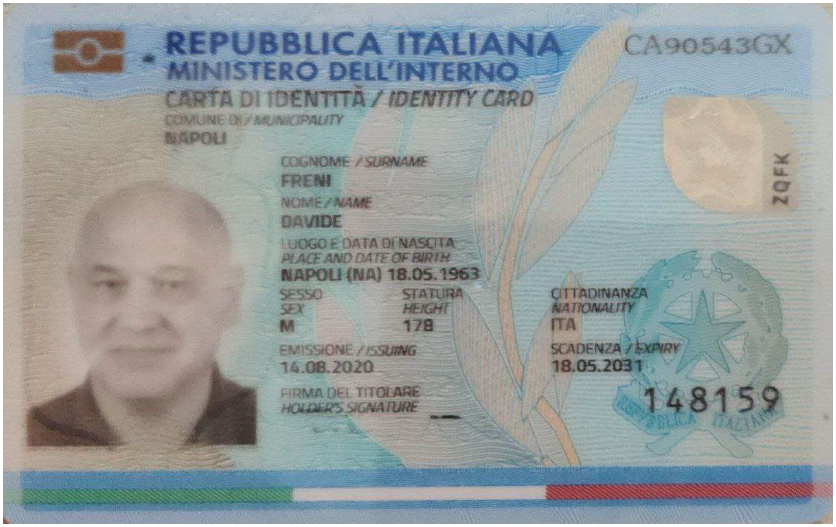 REPUBBLICA ITALIANA
CA90543GX
MINISTERO DELL'INTERNO
CARTA DI IDENTITÀ / IDENTITY CARD
COMUNE DI / MUNICIPALITY
NAPOLI
ZQFK
COGNOME / SURNAME
FRENI
NOME / NAME
DAVIDE
LUOGO E DATA DI NASCITA
PLACE AND DATE OF BIRTH
NAPOLI (NA) 18.05.1963
SESSO STATURA CITTADINANZA
SEX HEIGHT NATIONALITY
M 178 ITA
EMISSIONE / ISSUING SCADENZA / EXPIRY
14.08.2020 18.05.2031
FIRMA DEL TITOLARE
HOLDER'S SIGNATURE
148159
REPUBBLICA ITALIANA